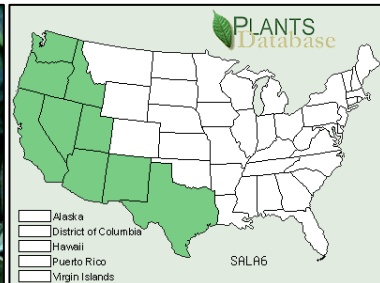 PLANTS
Database
Alaska
District of Columbia
Hawaii
Puerto Rico
Virgin Islands
SALA6